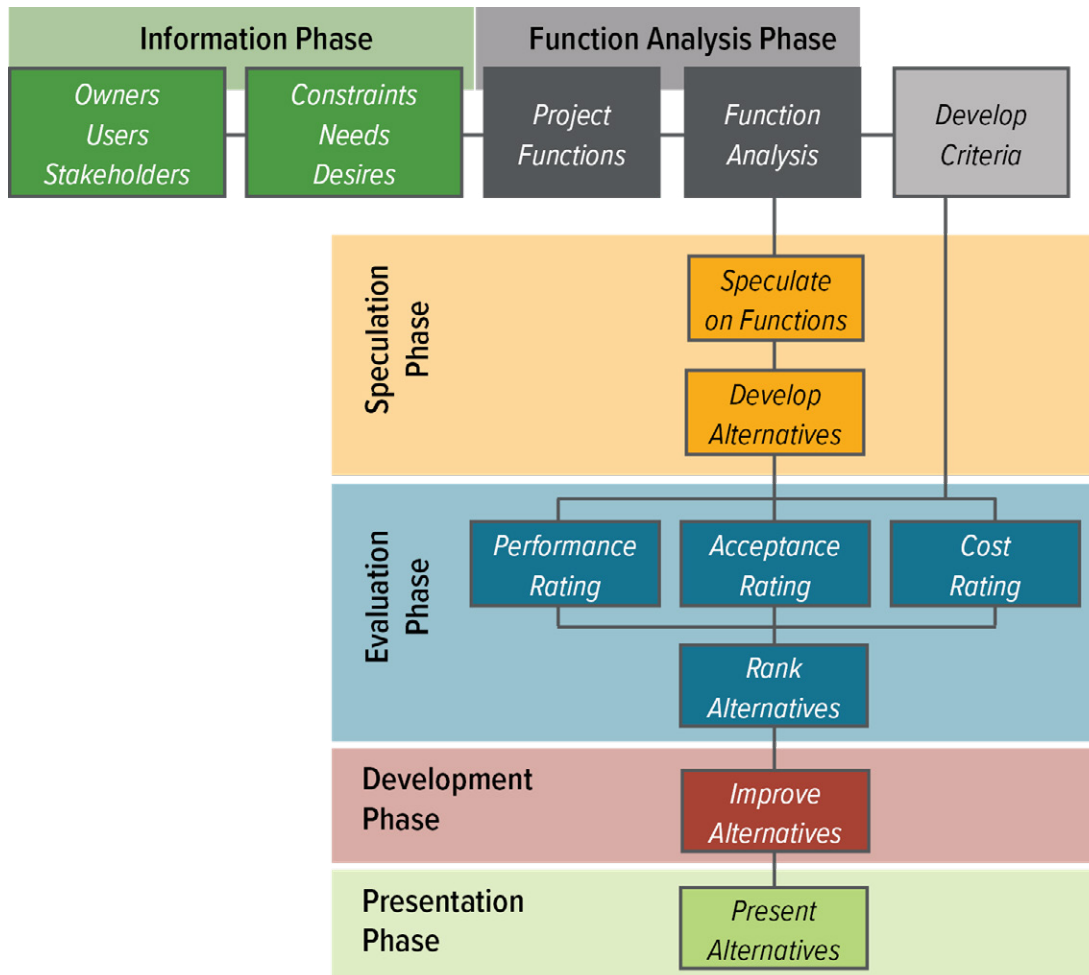 Information Phase
Function Analysis Phase
Owners
Users
Stakeholders
Constraints
Needs
Desires
Project
Functions
Function
Analysis
Develop
Criteria
Speculation
Phase
Speculate
on Functions
Develop
Alternatives
Evaluation
Phase
Performance
Rating
Acceptance
Rating
Cost
Rating
Rank
Alternatives
Development
Phase
Improve
Alternatives
Presentation
Phase
Present
Alternatives